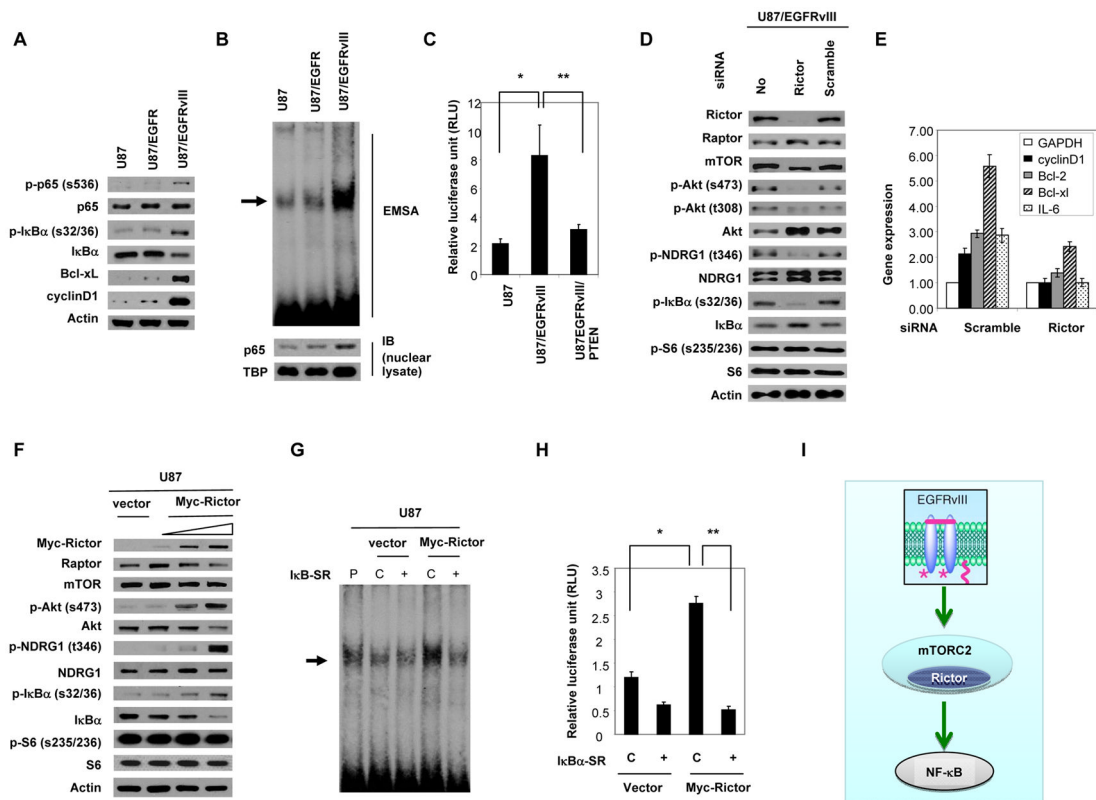 A
U87
U87/EGFR
U87/EGFRvIII
p-p65 (s536)
p65
p-IκBα (s32/36)
IκBα
Bcl-xL
cyclinD1
Actin
B
U87
U87/EGFR
U87/EGFRvIII
EMSA
p65
TBP
IB
(nuclear
lysate)
C
* **
Relative luciferase unit (RLU)
12
10
8
6
4
2
0
U87
U87/EGFRvIII
U87EGFRvIII/
PTEN
D
U87/EGFRvIII
siRNA
No
Rictor
Scramble
Rictor
Raptor
mTOR
p-Akt (s473)
p-Akt (t308)
Akt
p-NDRG1 (t346)
NDRG1
p-IκBα (s32/36)
IκBα
p-S6 (s235/236)
S6
Actin
E
Gene expression
7.00
6.00
5.00
4.00
3.00
2.00
1.00
0.00
GAPDH
cyclinD1
Bcl-2
Bcl-xl
IL-6
siRNA Scramble Rictor
F
U87
vector Myc-Rictor
Myc-Rictor
Raptor
mTOR
p-Akt (s473)
Akt
p-NDRG1 (t346)
NDRG1
p-IκBα (s32/36)
IκBα
p-S6 (s235/236)
S6
Actin
G
U87
vector Myc-Rictor
IκB-SR P C + C +
H
* **
Relative luciferase unit (RLU)
3.5
3
2.5
2
1.5
1
0.5
0
IκBα-SR C + C +
Vector Myc-Rictor
I
EGFRvIII
* *
mTORC2
Rictor
NF-κB